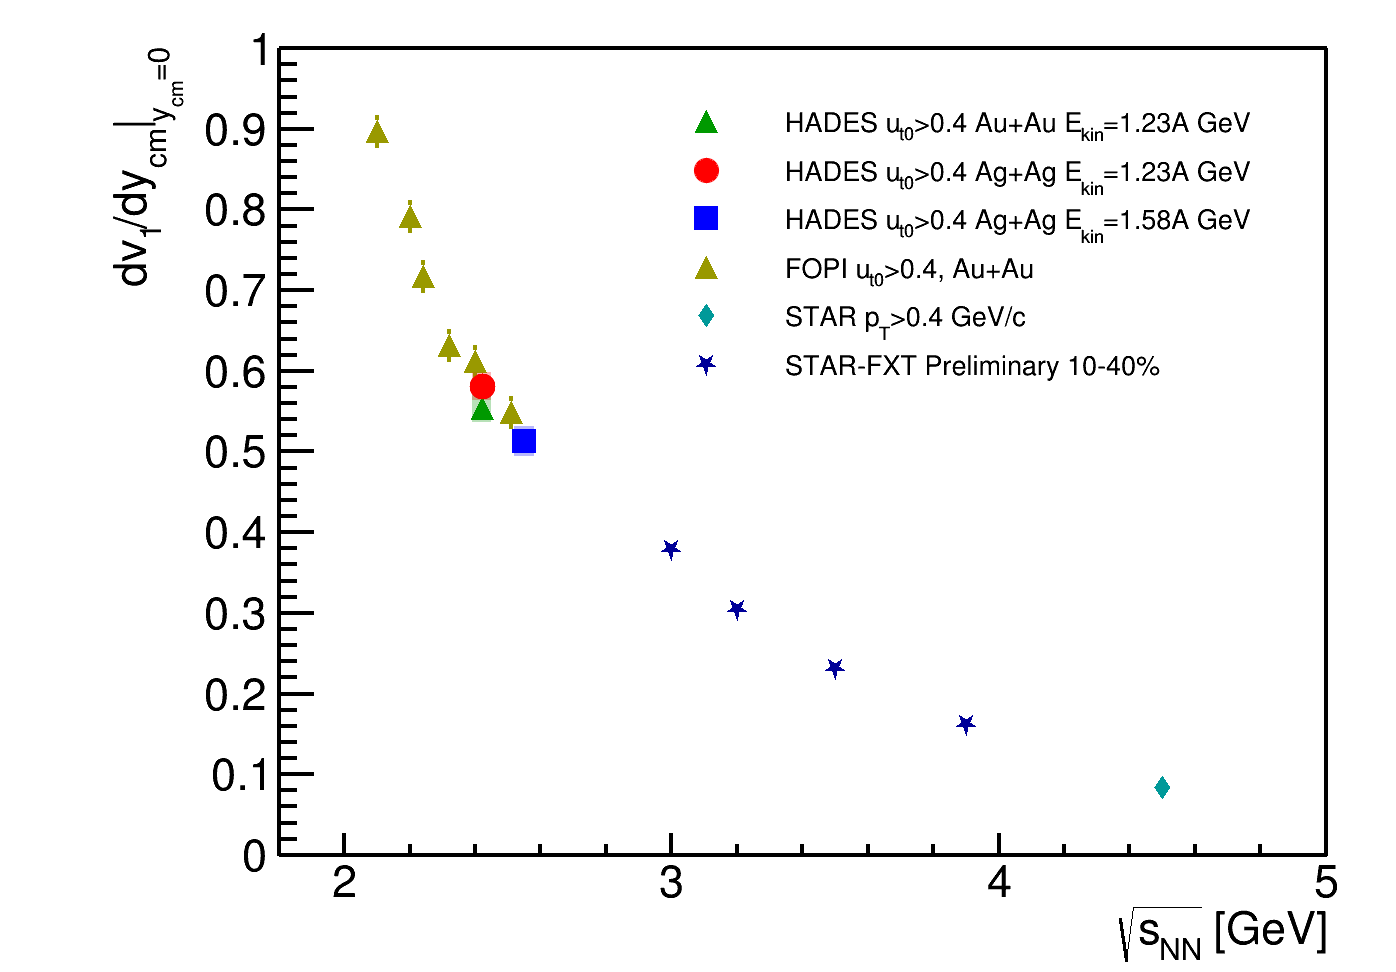 dv1/dycm|ycm=0
1
0.9
0.8
0.7
0.6
0.5
0.4
0.3
0.2
0.1
0
HADES ut0>0.4 Au+Au Ekin=1.23A GeV
HADES ut0>0.4 Ag+Ag Ekin=1.23A GeV
HADES ut0>0.4 Ag+Ag Ekin=1.58A GeV
FOPI ut0>0.4, Au+Au
STAR pT>0.4 GeV/c
STAR-FXT Preliminary 10-40%
2 3 4 5
√sNN [GeV]